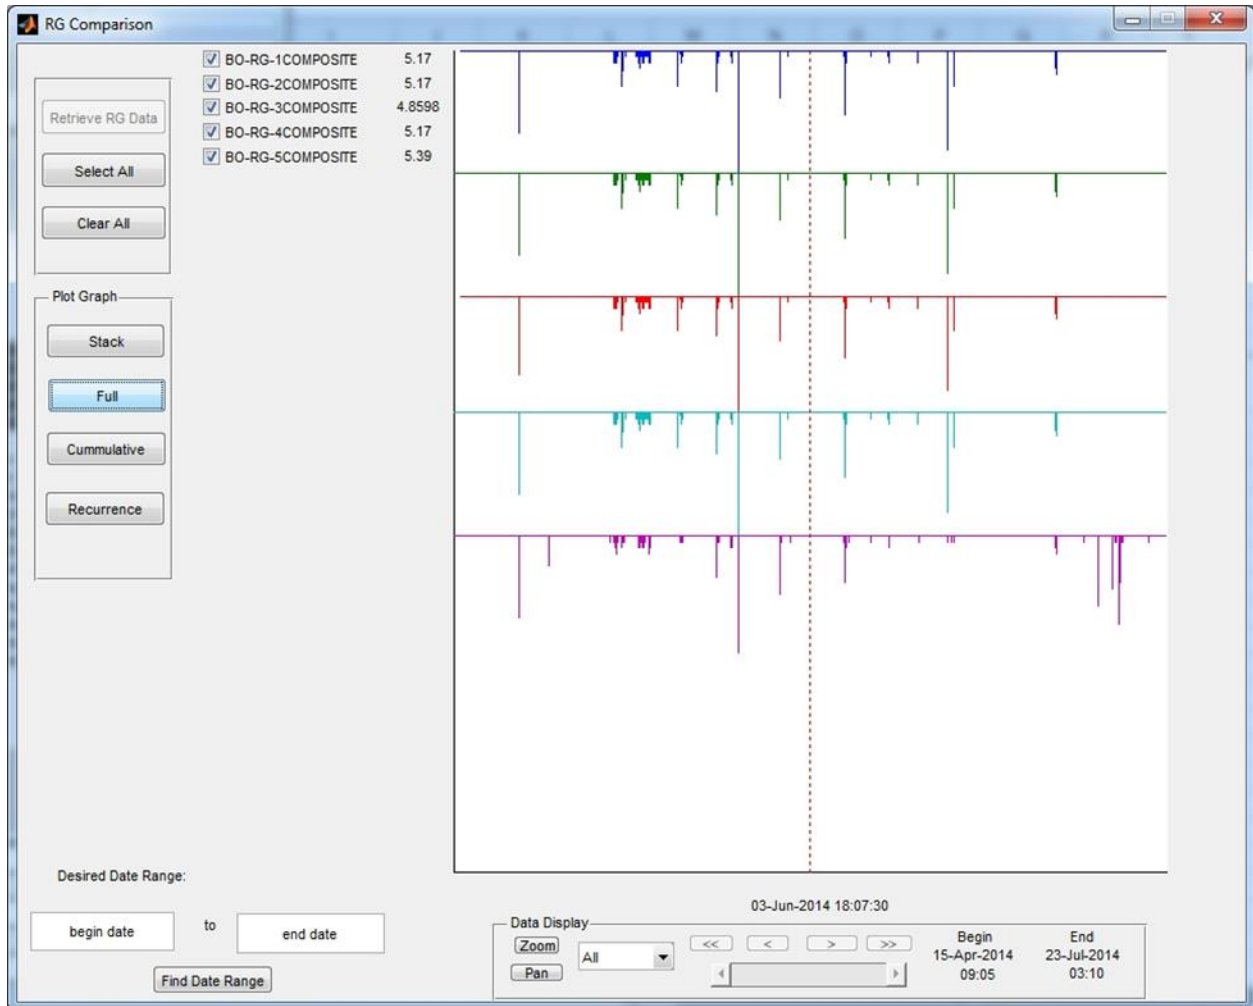 RG Comparison
Retrieve RG Data
Select All
Clear All
BO-RG-1COMPOSITE 5.17
BO-RG-2COMPOSITE 5.17
BO-RG-3COMPOSITE 4.8598
BO-RG-4COMPOSITE 5.17
BO-RG-5COMPOSITE 5.39
Plot Graph
Stack
Full
Cummulative
Recurrence
Desired Date Range:
begin date to end date
Find Date Range
03-Jun-2014 18:07:30
Data Display
Zoom
Pan
All
<< < > >>
Begin
15-Apr-2014
09:05
End
23-Jul-2014
03:10